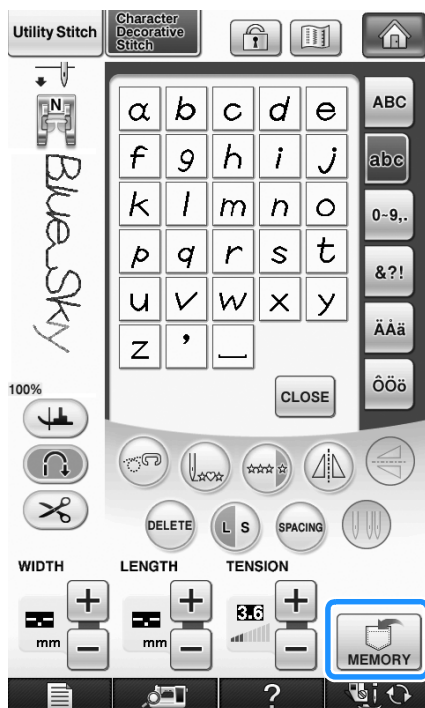 Utility Stitch
Character
Decorative
Stitch
N
Blue_Sky
a b c d e
f g h i j
k l m n o
p q r s t
u v w x y
z ' _
CLOSE
ABC
abc
0~9,.
&?!
ÄÅä
ÔÖö
100%
DELETE
L S
SPACING
WIDTH
LENGTH
TENSION
+
+
3.6
+
mm
−
mm
−
−
MEMORY
?